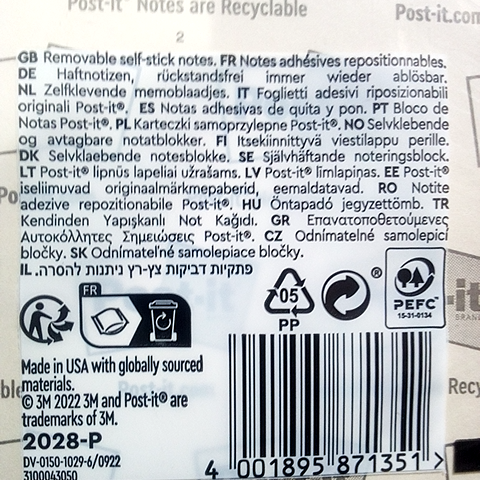 Post-it® Notes are Recyclable
Post-it.com
2
GB Removable self-stick notes. FR Notes adhésives repositionnables.
DE Haftnotizen, rückstandsfrei immer wieder ablösbar.
NL Zelfklevende memoblaadjes. IT Foglietti adesivi riposizionabili
originali Post-it®. ES Notas adhesivas de quita y pon. PT Bloco de
Notas Post-it®. PL Karteczki samoprzylepne Post-it®. NO Selvklebende
og avtagbare notatblokker. FI Itsekiinnittyvä viestilappu perille.
DK Selvklaebende notesblokke. SE Självhäftande noteringsblock.
LT Post-it® lipnūs lapeliai užrašams. LV Post-it® līmlapiņas. EE Post-it®
iseliimuvad originaalmärkmepaberid, eemaldatavad. RO Notite
adezive repozitionabile Post-it®. HU Öntapadó jegyzettömb. TR
Kendinden Yapışkanlı Not Kağıdı. GR Επανατοποθετούμενες
Αυτοκόλλητες Σημειώσεις Post-it®. CZ Odnímatelné samolepicí
bločky. SK Odnímateľné samolepiace bločky.
IL פתקיות דביקות צץ-רץ ניתנות להסרה.
FR
05
PP
®
PEFC
15-31-0134
Made in USA with globally sourced
materials.
© 3M 2022 3M and Post-it® are
trademarks of 3M.
2028-P
DV-0150-1029-6/0922
3100043050
4 001895 871351 >
-it
BRAND
Recy